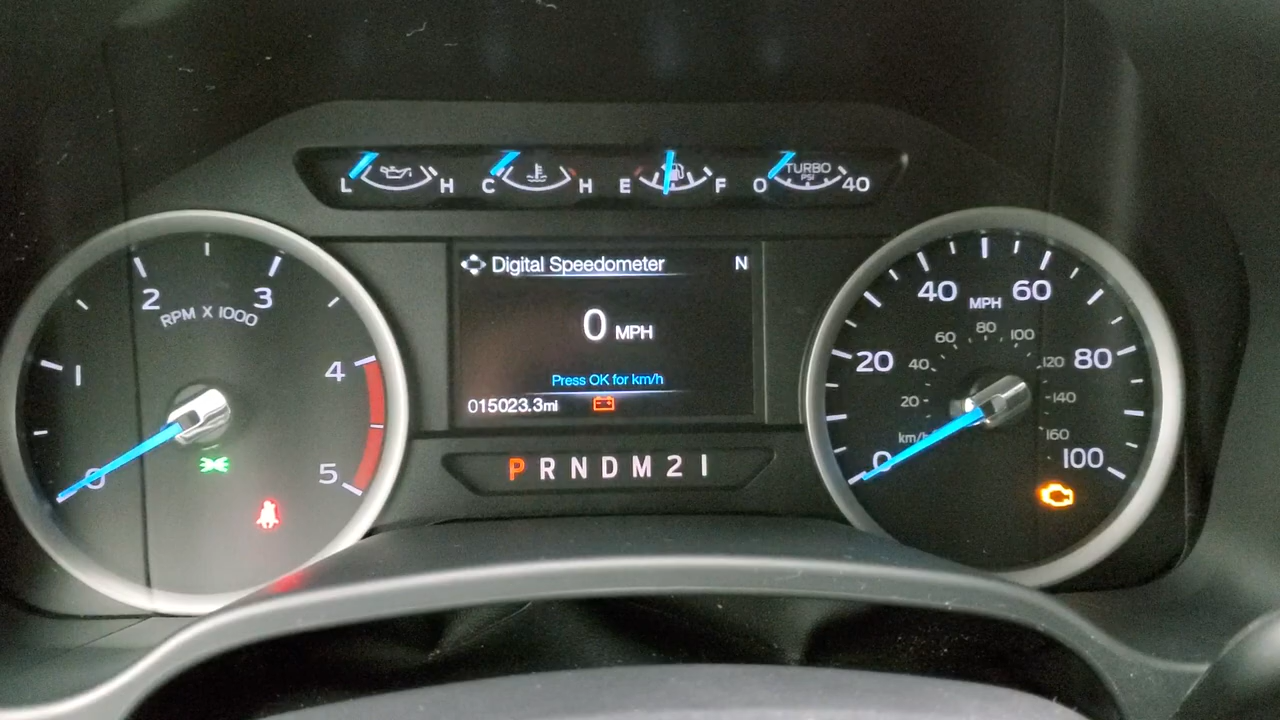 L H C H E F 0 TURBO PSI 40
Digital Speedometer N
0 MPH
Press OK for km/h
015023.3mi
P R N D M 2 1
0 1 2 3 4 5
RPM X 1000
0 20 40 60 80 100
MPH
20 40 60 80 100 120 140 160
km/h